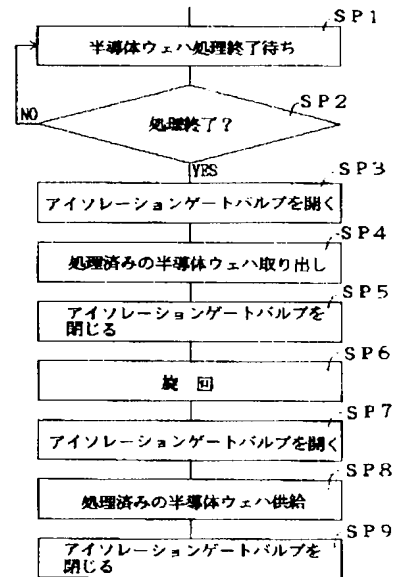 SP1
半導体ウェハ処理終了待ち
SP2
NO
処理終了?
YES
SP3
アイソレーションゲートバルブを開く
SP4
処理済みの半導体ウェハ取り出し
SP5
アイソレーションゲートバルブを
閉じる
SP6
旋 回
SP7
アイソレーションゲートバルブを開く
SP8
処理済みの半導体ウェハ供給
SP9
アイソレーションゲートバルブを
閉じる